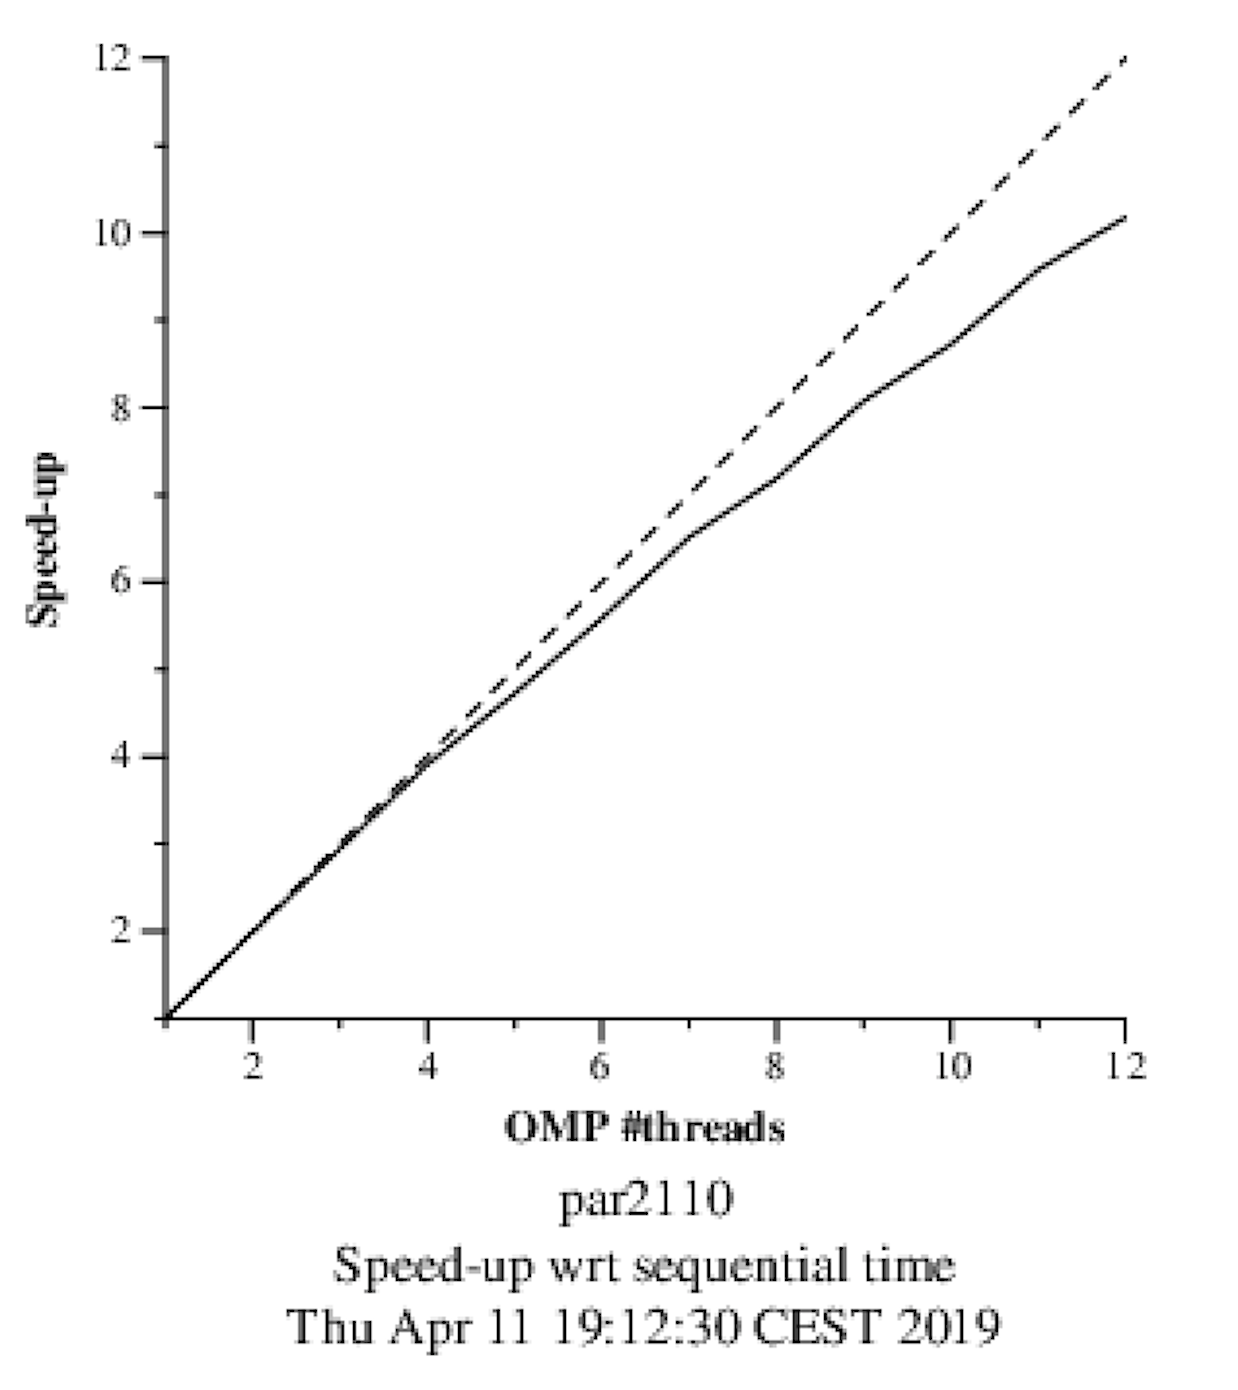 12
10
8
6
4
2
Speed-up
2 4 6 8 10 12
OMP #threads
par2110
Speed-up wrt sequential time
Thu Apr 11 19:12:30 CEST 2019